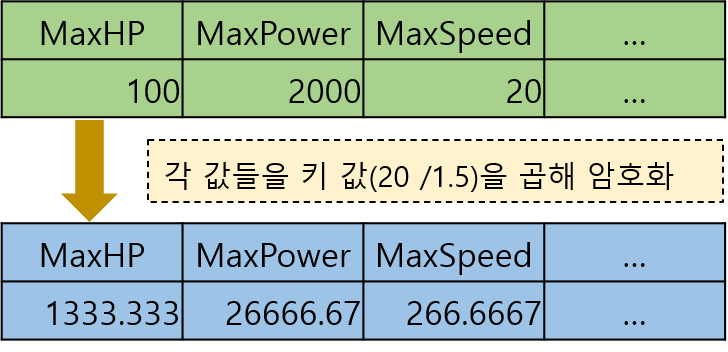 MaxHP MaxPower MaxSpeed ...
100 2000 20 ...
각 값들을 키 값(20 /1.5)을 곱해 암호화
MaxHP MaxPower MaxSpeed ...
1333.333 26666.67 266.6667 ...